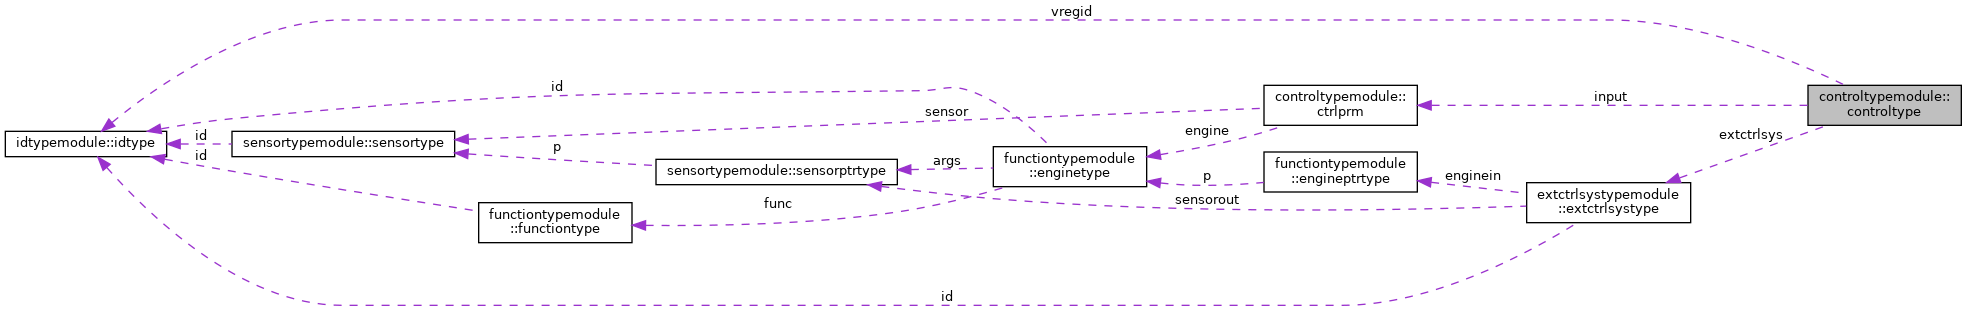 vregid
id
controltypemodule::
ctrlprm
input
controltypemodule::
controltype
sensor
engine
extctrlsys
idtypemodule::idtype
id
id
sensortypemodule::sensortype
p
sensortypemodule::sensorptrtype
args
functiontypemodule
::enginetype
functiontypemodule
::engineptrtype
p
enginein
sensorout
extctrlsystypemodule
::extctrlsystype
func
functiontypemodule
::functiontype
id